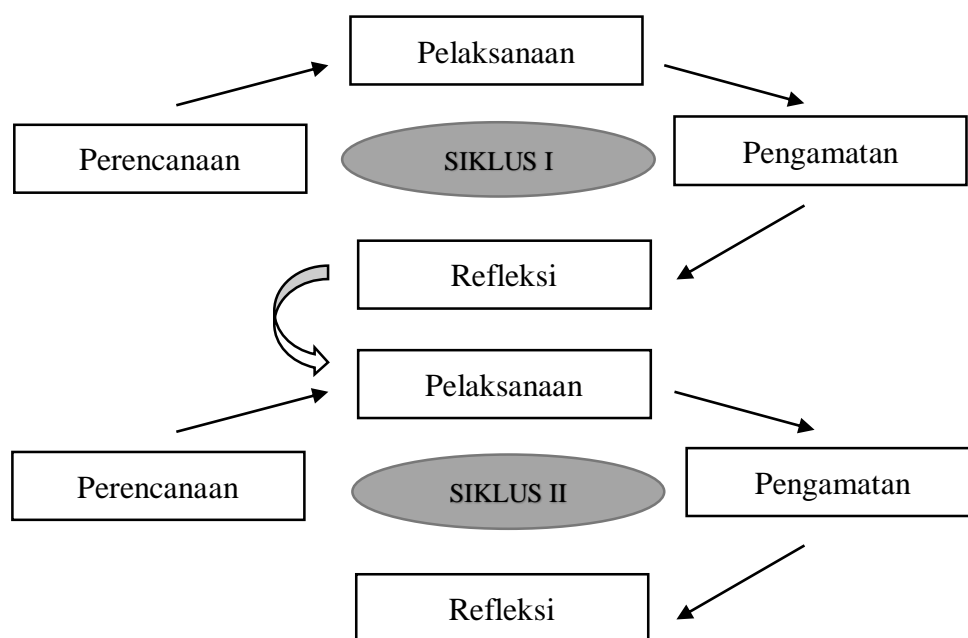 Pelaksanaan
Perencanaan
SIKLUS I
Pengamatan
Refleksi
Pelaksanaan
Perencanaan
SIKLUS II
Pengamatan
Refleksi